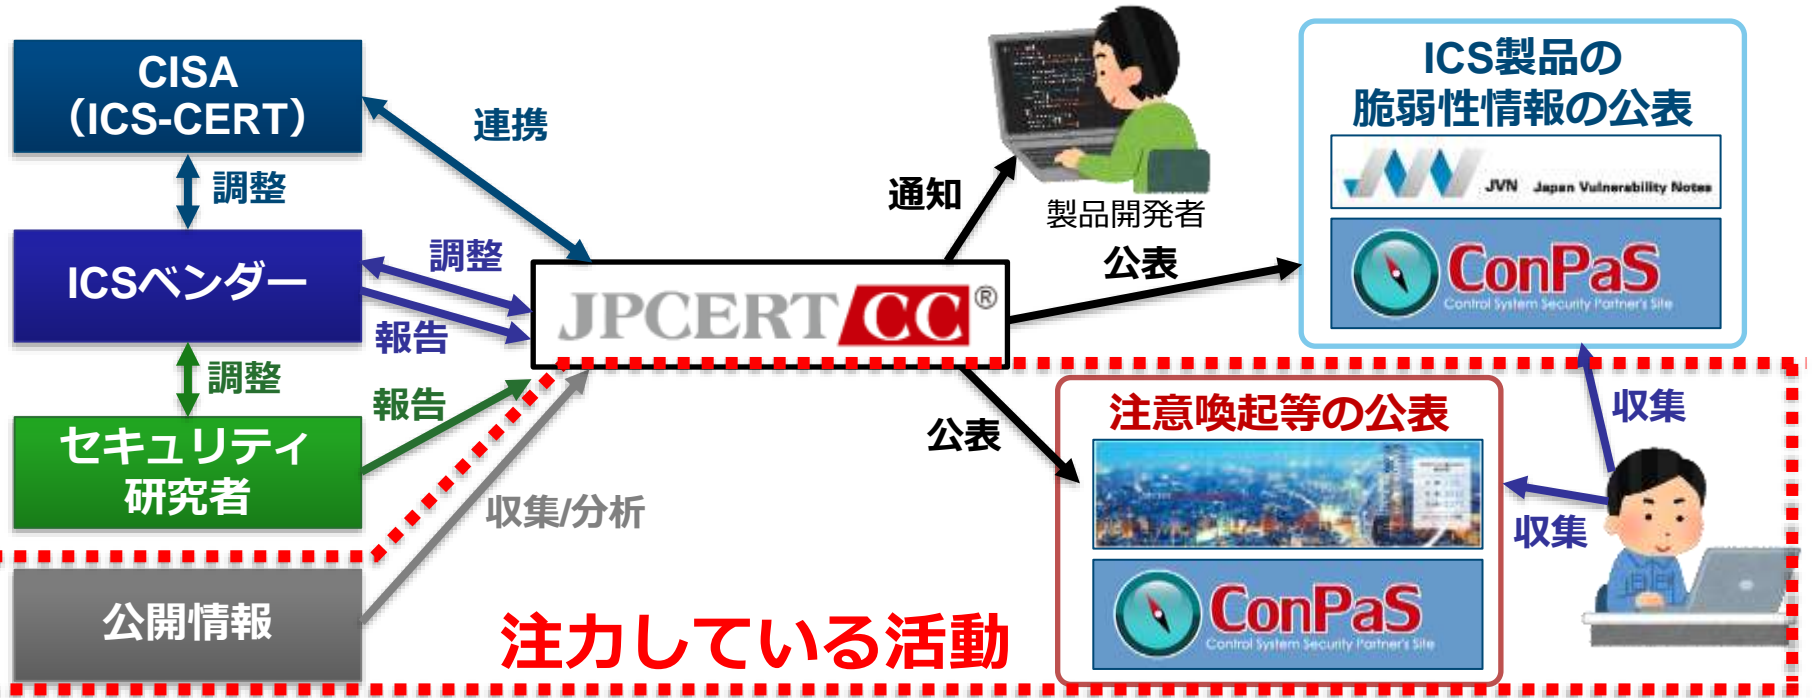 CISA
（ICS-CERT）
連携
調整
ICSベンダー
調整
報告
調整
セキュリティ
研究者
報告
公開情報
収集/分析
JPCERT CC®
通知
製品開発者
公表
ICS製品の
脆弱性情報の公表
JVN Japan Vulnerability Notes
ConPaS
Control System Security Partner's Site
公表
注意喚起等の公表
ConPaS
Control System Security Partner's Site
収集
収集
注力している活動